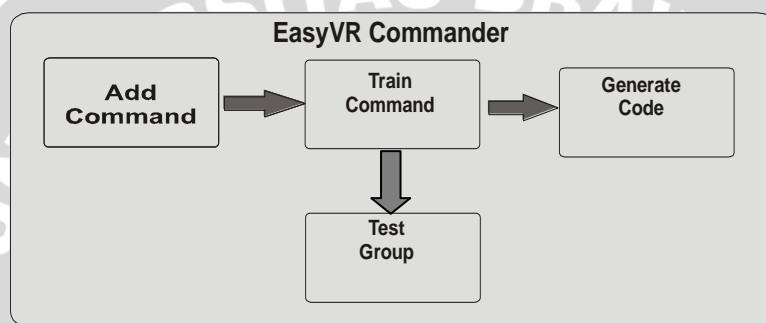 EasyVR Commander
Add
Command
Train
Command
Generate
Code
Test
Group